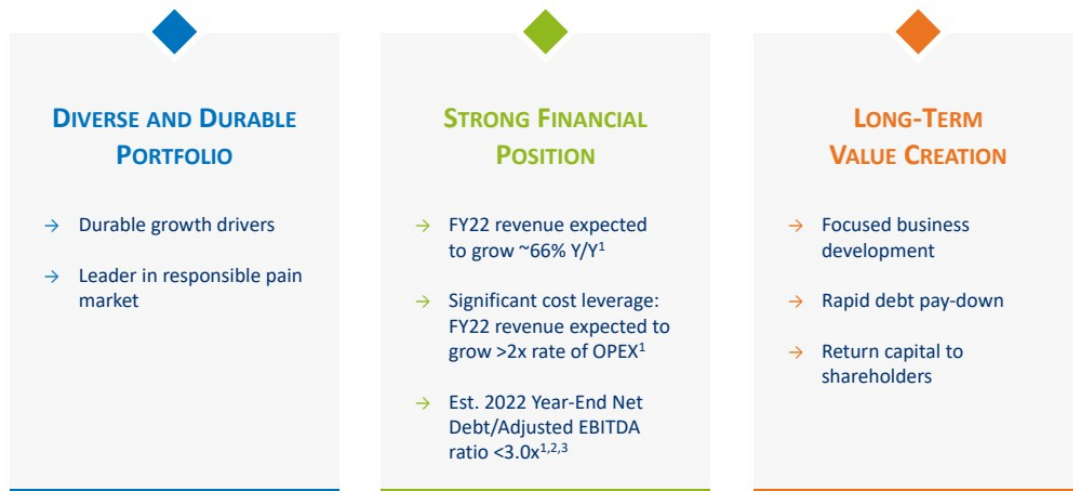 DIVERSE AND DURABLE
PORTFOLIO
→ Durable growth drivers
→ Leader in responsible pain
market
STRONG FINANCIAL
POSITION
→ FY22 revenue expected
to grow ~66% Y/Y¹
→ Significant cost leverage:
FY22 revenue expected to
grow >2x rate of OPEX¹
→ Est. 2022 Year-End Net
Debt/Adjusted EBITDA
ratio <3.0x¹,²,³
LONG-TERM
VALUE CREATION
→ Focused business
development
→ Rapid debt pay-down
→ Return capital to
shareholders